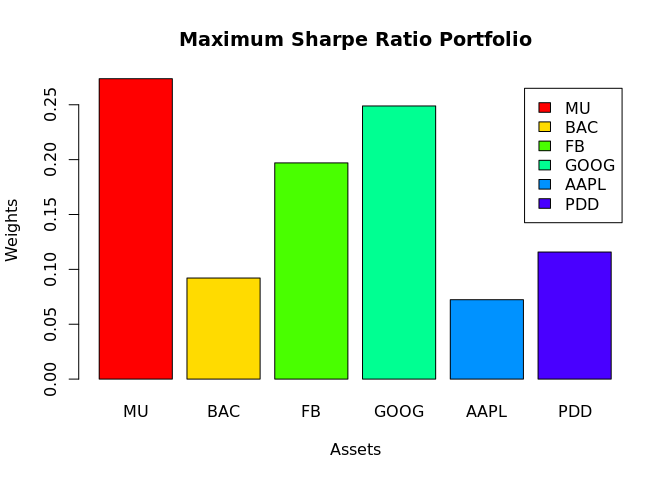 Maximum Sharpe Ratio Portfolio
Weights
0.25
0.20
0.15
0.10
0.05
0.00
MU
BAC
FB
GOOG
AAPL
PDD
MU BAC FB GOOG AAPL PDD
Assets